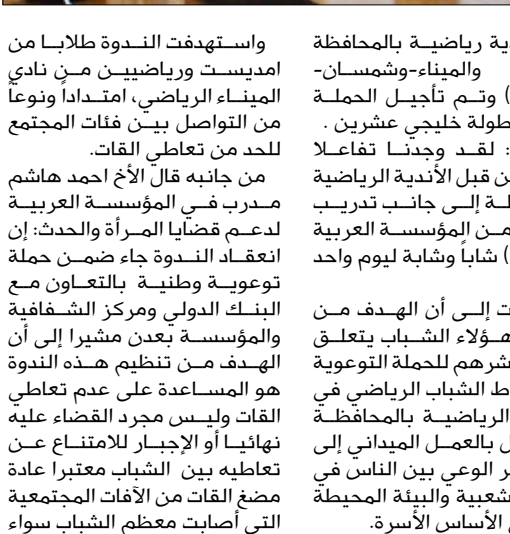 دية رياضية بالمحافظة
والميناء-وشمسان-
) وتم تأجيل الحملة
طولة خليجي عشرين .
: لقد وجدنا تفاعلا
ن قبل الأندية الرياضية
لة إلى جانب تدريب
من المؤسسة العربية
) شاباً وشابة ليوم واحد
ت إلى أن الهدف من
هؤلاء الشباب يتعلق
شرهم للحملة التوعوية
ط الشباب الرياضي في
الرياضية بالمحافظة
ل بالعمل الميداني إلى
ر الوعي بين الناس في
شعبية والبيئة المحيطة
الأساس الأسرة.
واستهدفت الندوة طلابا من
امديست ورياضيين من نادي
الميناء الرياضي، امتداداً ونوعاً
من التواصل بين فئات المجتمع
للحد من تعاطي القات.
من جانبه قال الأخ احمد هاشم
مدرب في المؤسسة العربية
لدعم قضايا المرأة والحدث: إن
انعقاد الندوة جاء ضمن حملة
توعوية وطنية بالتعاون مع
البنك الدولي ومركز الشفافية
والمؤسسة بعدن مشيرا إلى أن
الهدف من تنظيم هذه الندوة
هو المساعدة على عدم تعاطي
القات وليس مجرد القضاء عليه
نهائيا أو الإجبار للامتناع عن
تعاطيه بين الشباب معتبرا عادة
مضغ القات من الآفات المجتمعية
التي أصابت معظم الشباب سواء